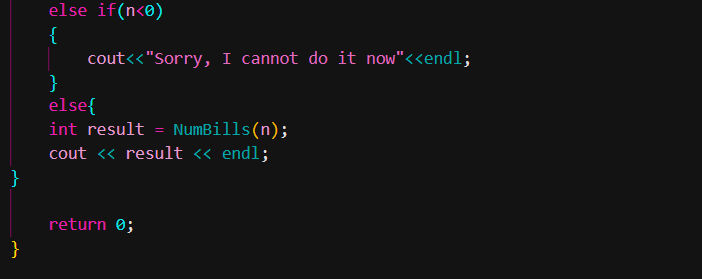 else if(n<0)
{
cout<<"Sorry, I cannot do it now"<<endl;
}
else{
int result = NumBills(n);
cout << result << endl;
}
return 0;
}